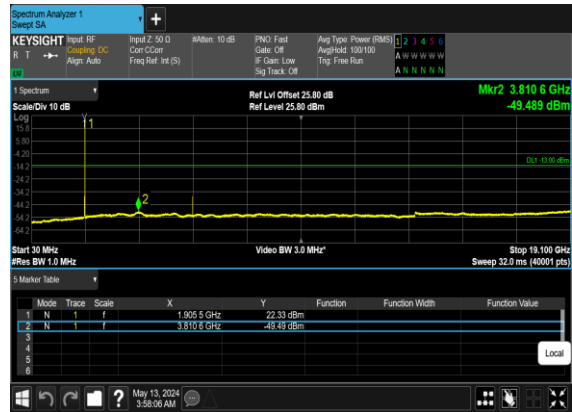 Spectrum Analyzer 1
Swept SA
+
KEYSIGHT Input: RF Input Z: 50 Ω #Atten: 10 dB PNO: Fast Avg Type: Power (RMS) 1 2 3 4 5 6
R T Coupling: DC Corr CCorr Gate: Off Avg|Hold: 100/100 A W W W W W
Align: Auto Freq Ref: Int (S) IF Gain: Low Trig: Free Run
Sig Track: Off A N N N N N
1 Spectrum Ref Lvl Offset 25.80 dB Mkr2 3.810 6 GHz
Scale/Div 10 dB Ref Level 25.80 dBm -49.489 dBm
Log
15.8
5.80
-4.20
-14.2
-24.2
-34.2
-44.2
-54.2
-64.2
1
2
DL1 -13.00 dBm
Start 30 MHz Video BW 3.0 MHz* Stop 19.100 GHz
#Res BW 1.0 MHz Sweep 32.0 ms (40001 pts)
5 Marker Table
Mode Trace Scale X Y Function Function Width Function Value
1 N 1 f 1.905 5 GHz 22.33 dBm
2 N 1 f 3.810 6 GHz -49.49 dBm
3
4
5
6
Local
? May 13, 2024
3:58:06 AM